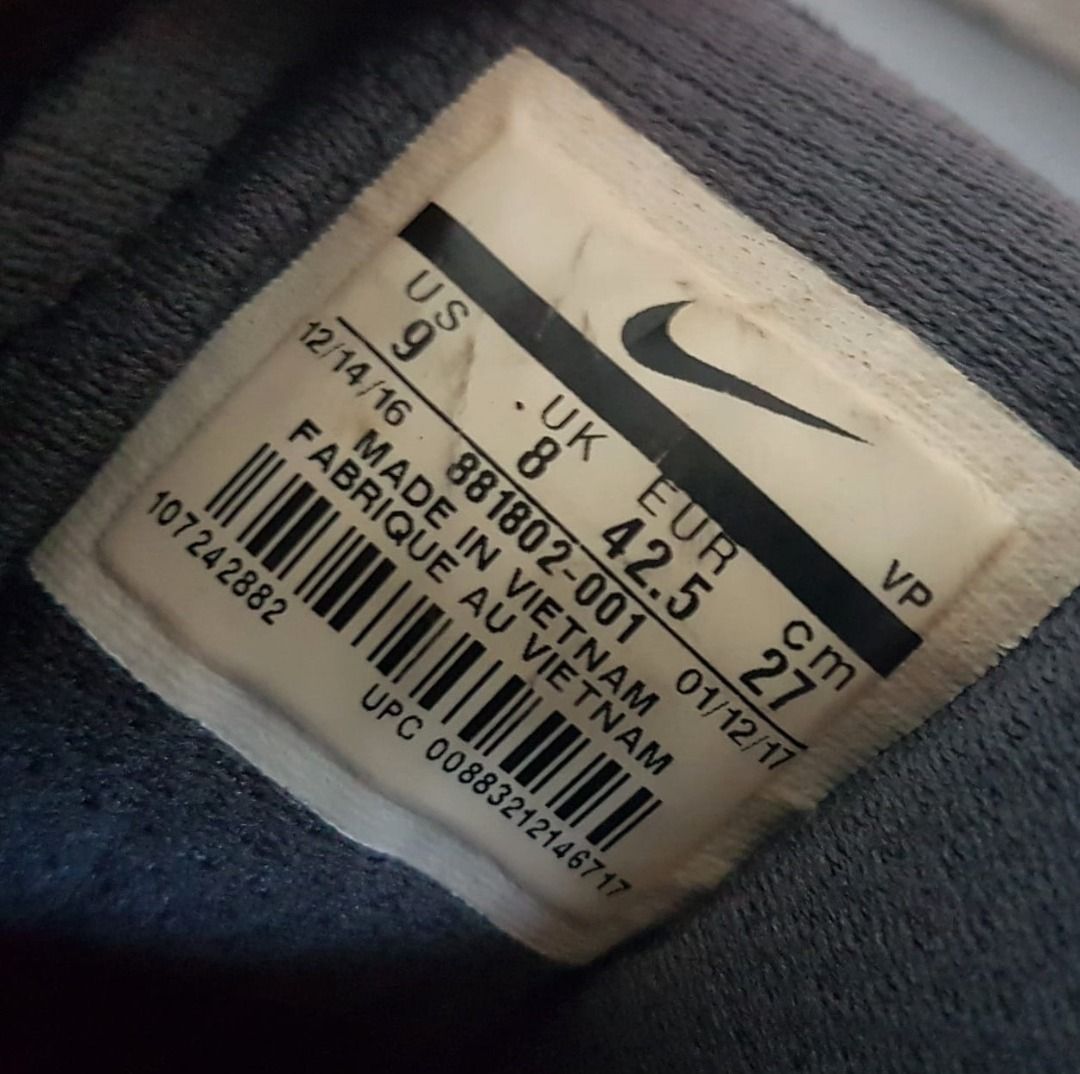 VP
US UK EUR cm
9 8 42.5 27
12/14/16 881802-001 01/12/17
MADE IN VIETNAM
FABRIQUE AU VIETNAM
107242882
UPC 00883212146717